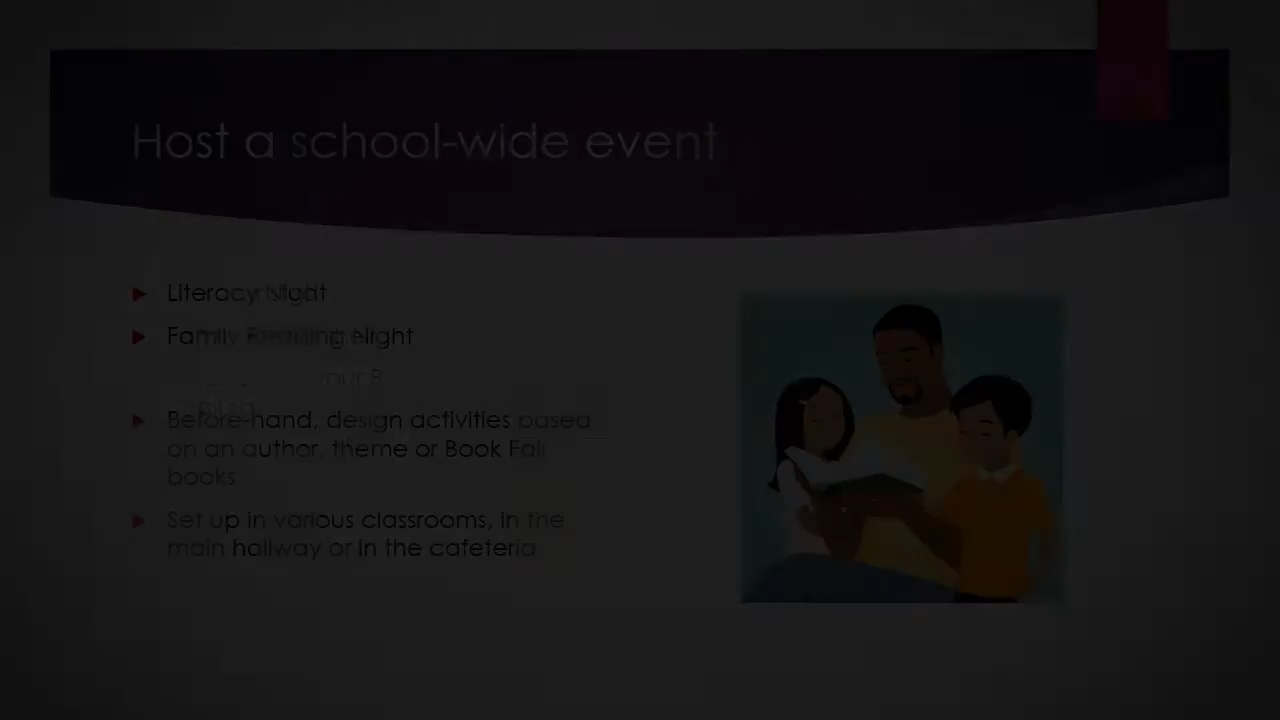 Host a school-wide event
Literacy Night
Family Reading Night
Before-hand, design activities based
on an author, theme or Book Fair
books
Set up in various classrooms, in the
main hallway or in the cafeteria